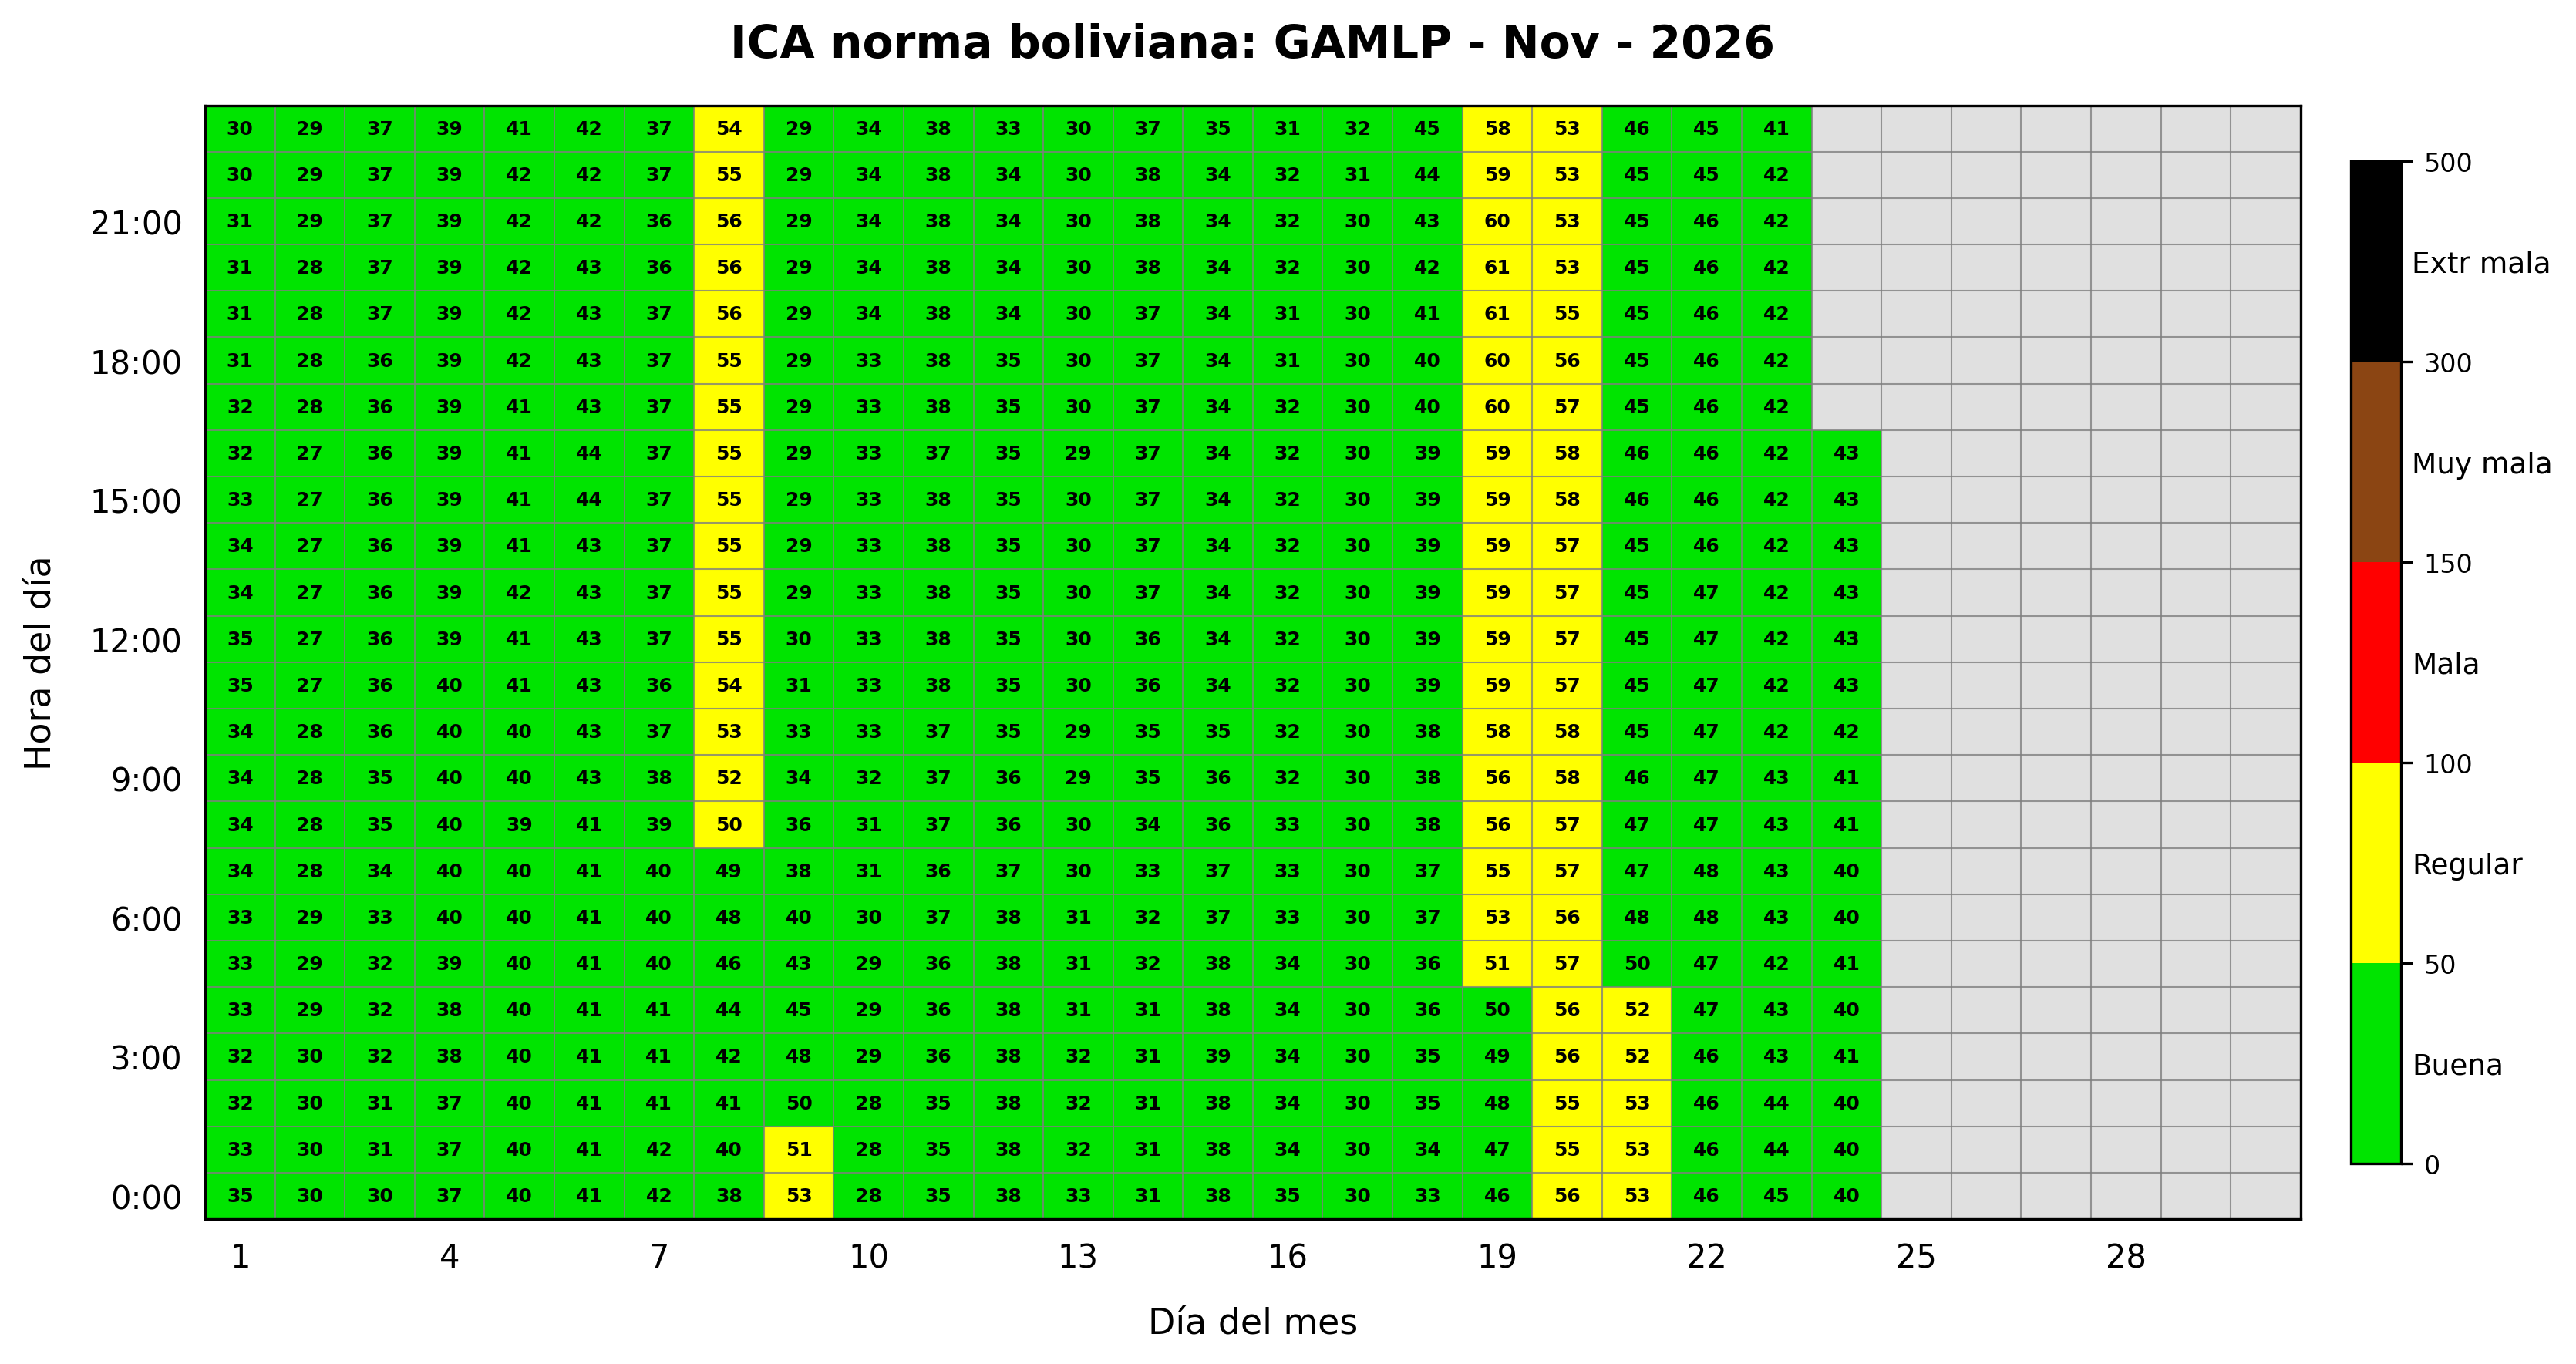 ICA norma boliviana: GAMLP - Nov - 2026
30 29 37 39 41 42 37 54 29 34 38 33 30 37 35 31 32 45 58 53 46 45 41
30 29 37 39 42 42 37 55 29 34 38 34 30 38 34 32 31 44 59 53 45 45 42
21:00 31 29 37 39 42 42 36 56 29 34 38 34 30 38 34 32 30 43 60 53 45 46 42
31 28 37 39 42 43 36 56 29 34 38 34 30 38 34 32 30 42 61 53 45 46 42
31 28 37 39 42 43 37 56 29 34 38 34 30 37 34 31 30 41 61 55 45 46 42
18:00 31 28 36 39 42 43 37 55 29 33 38 35 30 37 34 31 30 40 60 56 45 46 42
32 28 36 39 41 43 37 55 29 33 38 35 30 37 34 32 30 40 60 57 45 46 42
32 27 36 39 41 44 37 55 29 33 37 35 29 37 34 32 30 39 59 58 46 46 42 43
15:00 33 27 36 39 41 44 37 55 29 33 38 35 30 37 34 32 30 39 59 58 46 46 42 43
34 27 36 39 41 43 37 55 29 33 38 35 30 37 34 32 30 39 59 57 45 46 42 43
34 27 36 39 42 43 37 55 29 33 38 35 30 37 34 32 30 39 59 57 45 47 42 43
12:00 35 27 36 39 41 43 37 55 30 33 38 35 30 36 34 32 30 39 59 57 45 47 42 43
35 27 36 40 41 43 36 54 31 33 38 35 30 36 34 32 30 39 59 57 45 47 42 43
34 28 36 40 40 43 37 53 33 33 37 35 29 35 35 32 30 38 58 58 45 47 42 42
9:00 34 28 35 40 40 43 38 52 34 32 37 36 29 35 36 32 30 38 56 58 46 47 43 41
34 28 35 40 39 41 39 50 36 31 37 36 30 34 36 33 30 38 56 57 47 47 43 41
34 28 34 40 40 41 40 49 38 31 36 37 30 33 37 33 30 37 55 57 47 48 43 40
6:00 33 29 33 40 40 41 40 48 40 30 37 38 31 32 37 33 30 37 53 56 48 48 43 40
33 29 32 39 40 41 40 46 43 29 36 38 31 32 38 34 30 36 51 57 50 47 42 41
33 29 32 38 40 41 41 44 45 29 36 38 31 31 38 34 30 36 50 56 52 47 43 40
3:00 32 30 32 38 40 41 41 42 48 29 36 38 32 31 39 34 30 35 49 56 52 46 43 41
32 30 31 37 40 41 41 41 50 28 35 38 32 31 38 34 30 35 48 55 53 46 44 40
33 30 31 37 40 41 42 40 51 28 35 38 32 31 38 34 30 34 47 55 53 46 44 40
0:00 35 30 30 37 40 41 42 38 53 28 35 38 33 31 38 35 30 33 46 56 53 46 45 40
1 4 7 10 13 16 19 22 25 28
Día del mes
Hora del día
500
Extr mala
300
Muy mala
150
Mala
100
Regular
50
Buena
0